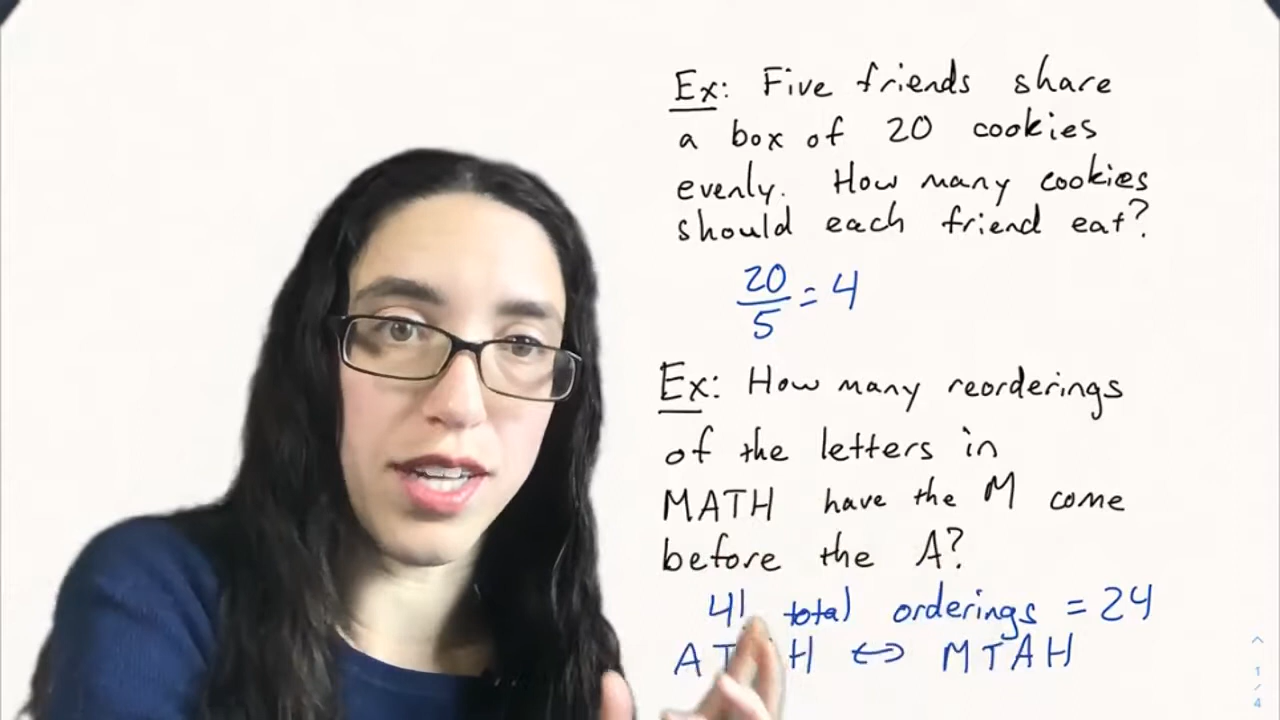 Ex: Five friends share
a box of 20 cookies
evenly. How many cookies
should each friend eat?
20
5 = 4
Ex: How many reorderings
of the letters in
MATH have the M come
before the A?
4! total orderings = 24
A T H ↔ MTAH
1
/
4